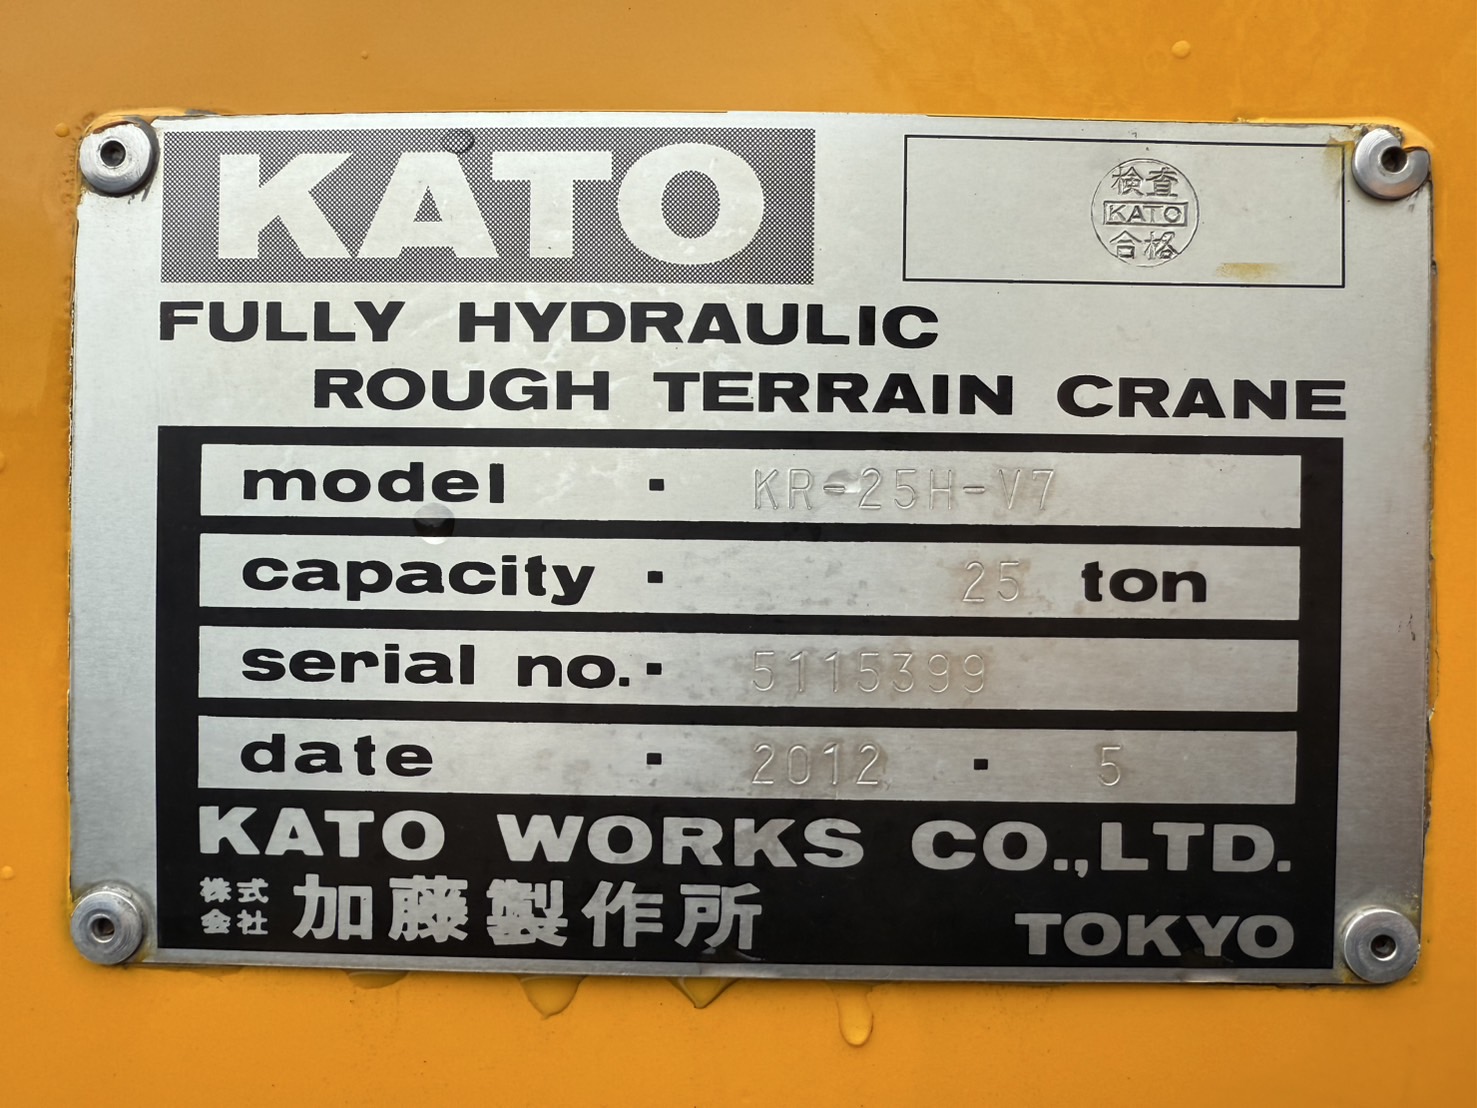 KATO
検査
KATO
合格
FULLY HYDRAULIC
ROUGH TERRAIN CRANE
model · KR-25H-V7
capacity · 25 ton
serial no. · 5115399
date · 2012 · 5
KATO WORKS CO.,LTD.
株式会社 加藤製作所 TOKYO